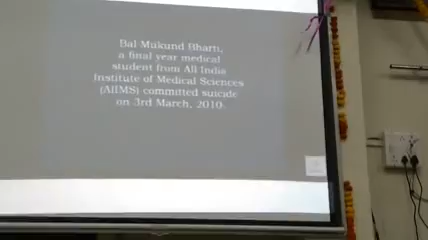 Bal Mukund Bharti,
a final year medical
student from All India
Institute of Medical Sciences
(AIIMS) committed suicide
on 3rd March, 2010.